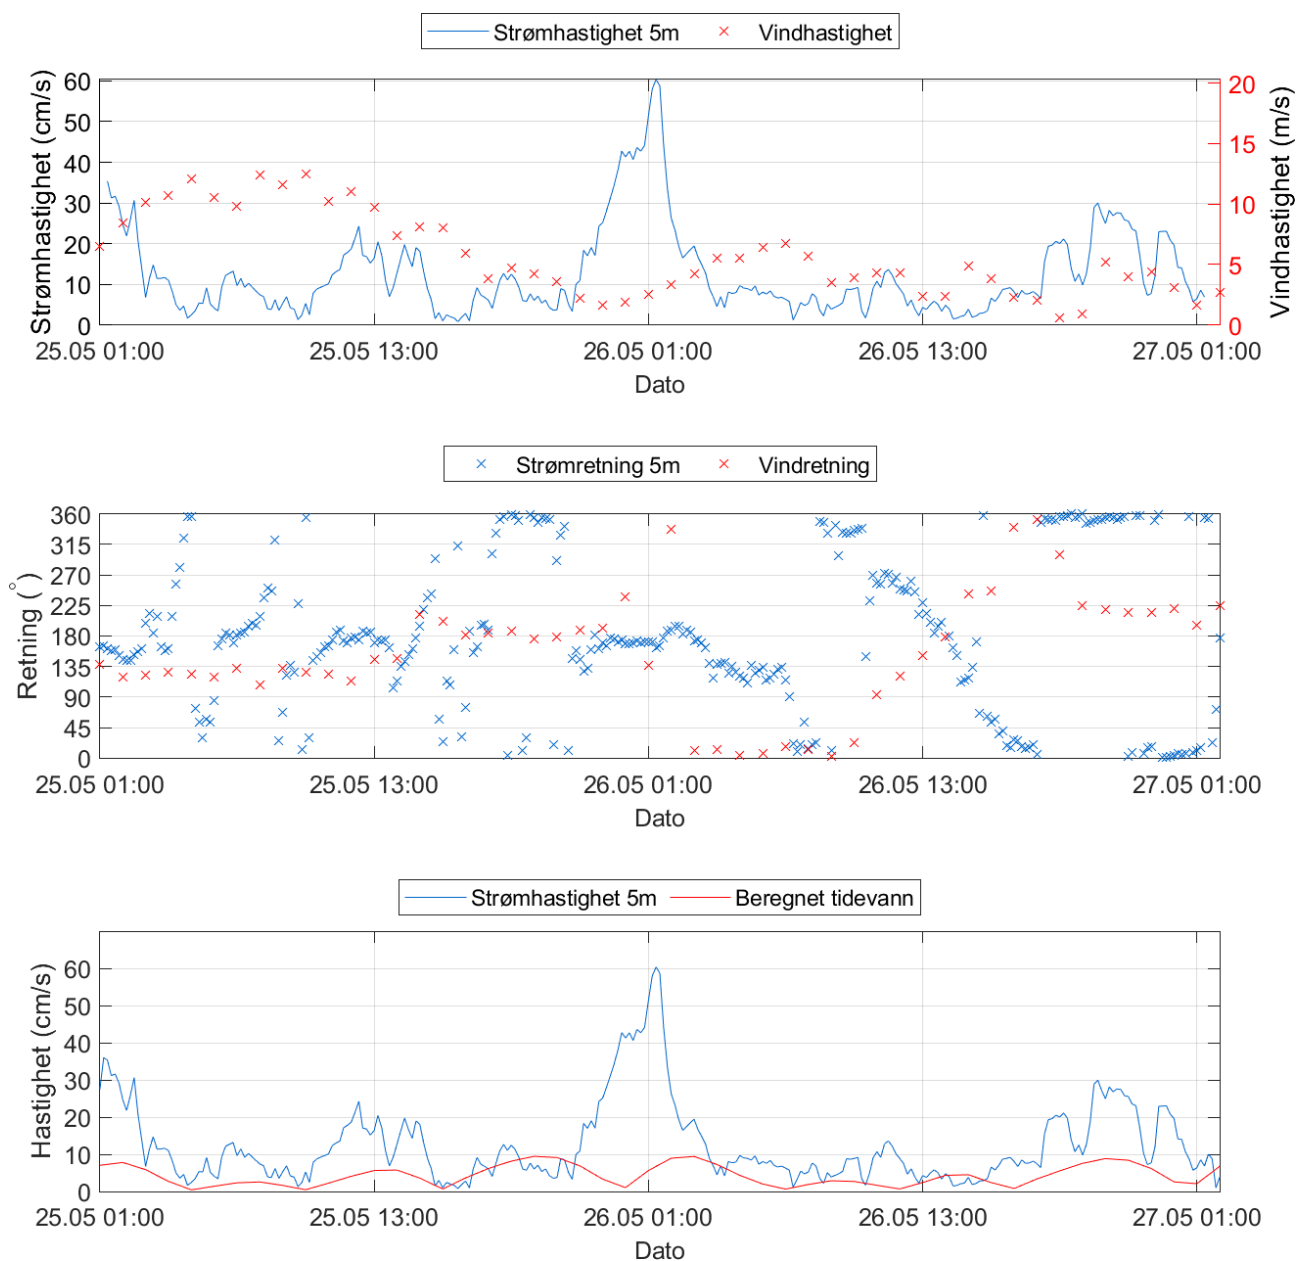 Strømhastighet 5m Vindhastighet
Strømhastighet (cm/s)
60
50
40
30
20
10
0
20
15
10
5
0
Vindhastighet (m/s)
25.05 01:00 25.05 13:00 26.05 01:00 26.05 13:00 27.05 01:00
Dato
Strømretning 5m Vindretning
Retning (°)
360
315
270
225
180
135
90
45
0
25.05 01:00 25.05 13:00 26.05 01:00 26.05 13:00 27.05 01:00
Dato
Strømhastighet 5m Beregnet tidevann
Hastighet (cm/s)
60
50
40
30
20
10
0
25.05 01:00 25.05 13:00 26.05 01:00 26.05 13:00 27.05 01:00
Dato